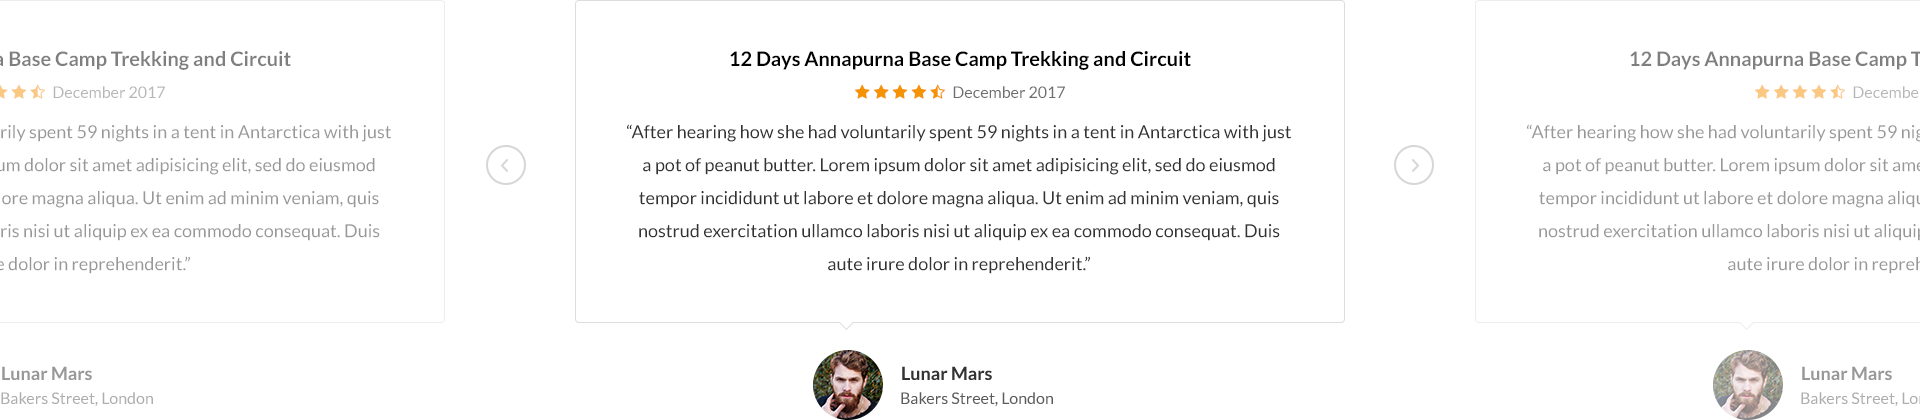 a Base Camp Trekking and Circuit
December 2017
rily spent 59 nights in a tent in Antarctica with just
um dolor sit amet adipisicing elit, sed do eiusmod
ore magna aliqua. Ut enim ad minim veniam, quis
ris nisi ut aliquip ex ea commodo consequat. Duis
e dolor in reprehenderit.”
Lunar Mars
Bakers Street, London
12 Days Annapurna Base Camp Trekking and Circuit
December 2017
“After hearing how she had voluntarily spent 59 nights in a tent in Antarctica with just
a pot of peanut butter. Lorem ipsum dolor sit amet adipisicing elit, sed do eiusmod
tempor incididunt ut labore et dolore magna aliqua. Ut enim ad minim veniam, quis
nostrud exercitation ullamco laboris nisi ut aliquip ex ea commodo consequat. Duis
aute irure dolor in reprehenderit.”
Lunar Mars
Bakers Street, London
12 Days Annapurna Base Camp T
Decembe
“After hearing how she had voluntarily spent 59 nig
a pot of peanut butter. Lorem ipsum dolor sit ame
tempor incididunt ut labore et dolore magna aliqu
nostrud exercitation ullamco laboris nisi ut aliquip
aute irure dolor in repreh
Lunar Mars
Bakers Street, Lo